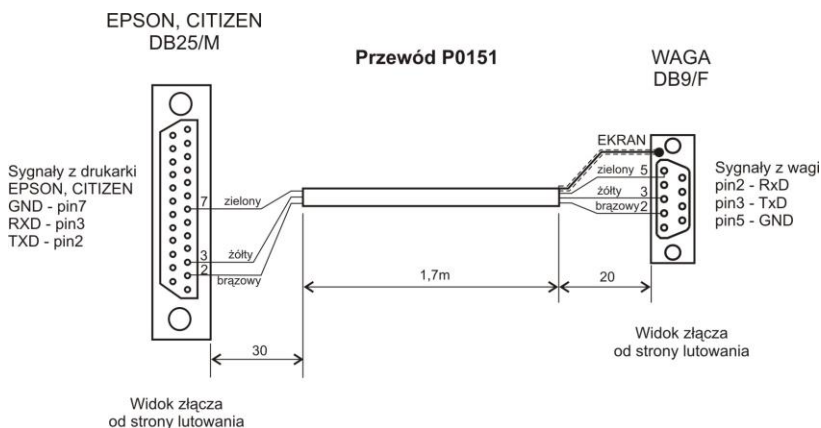 EPSON, CITIZEN
DB25/M
Przewód P0151
WAGA
DB9/F
Sygnały z drukarki
EPSON, CITIZEN
GND - pin7
RXD - pin3
TXD - pin2
7
zielony
3
żółty
2
brązowy
EKRAN
zielony 5
żółty 3
brązowy 2
Sygnały z wagi
pin2 - RxD
pin3 - TxD
pin5 - GND
1,7m
20
30
Widok złącza
od strony lutowania
Widok złącza
od strony lutowania